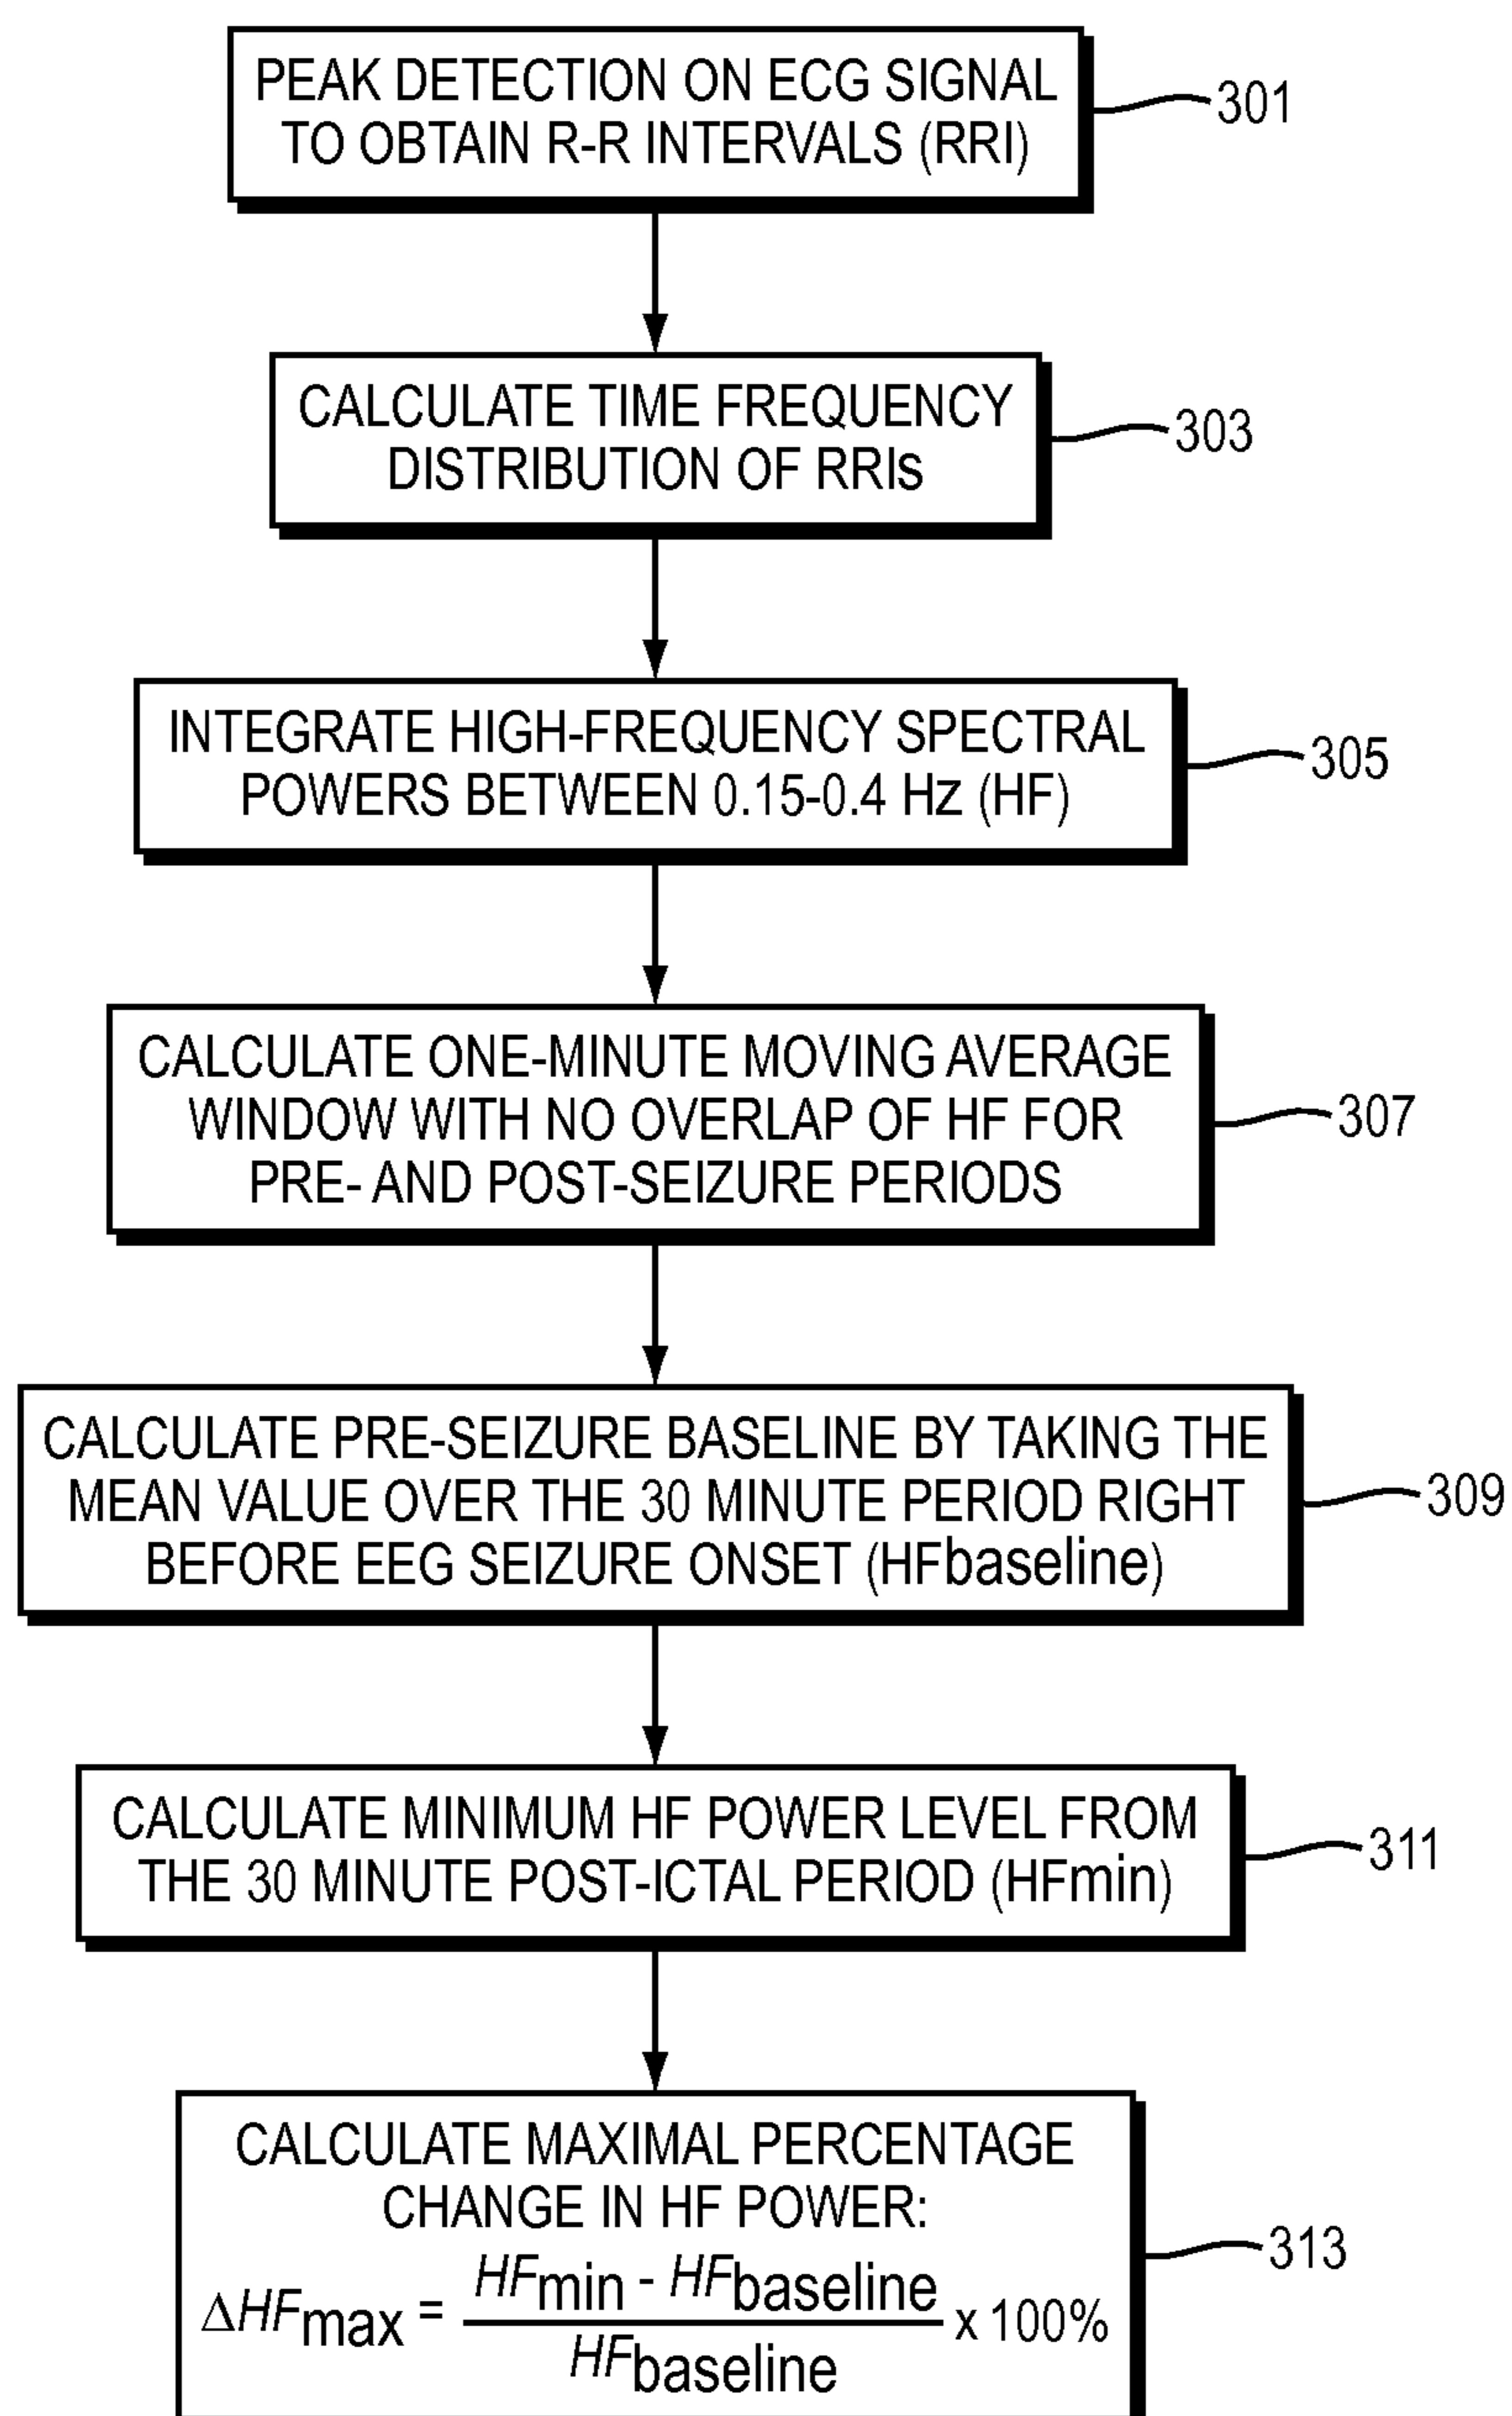 PEAK DETECTION ON ECG SIGNAL
TO OBTAIN R-R INTERVALS (RRI)
301
CALCULATE TIME FREQUENCY
DISTRIBUTION OF RRIs
303
INTEGRATE HIGH-FREQUENCY SPECTRAL
POWERS BETWEEN 0.15-0.4 Hz (HF)
305
CALCULATE ONE-MINUTE MOVING AVERAGE
WINDOW WITH NO OVERLAP OF HF FOR
PRE- AND POST-SEIZURE PERIODS
307
CALCULATE PRE-SEIZURE BASELINE BY TAKING THE
MEAN VALUE OVER THE 30 MINUTE PERIOD RIGHT
BEFORE EEG SEIZURE ONSET (HFbaseline)
309
CALCULATE MINIMUM HF POWER LEVEL FROM
THE 30 MINUTE POST-ICTAL PERIOD (HFmin)
311
CALCULATE MAXIMAL PERCENTAGE
CHANGE IN HF POWER:
HFmin - HFbaseline
ΔHFmax = x 100%
HFbaseline
313